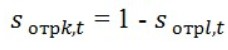 s отрk,t = 1 - s отрl,t